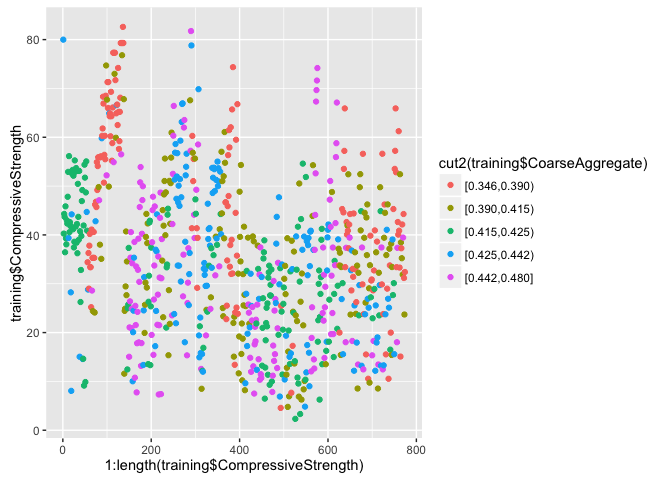 80
60
40
20
0
training$CompressiveStrength
0 200 400 600 800
1:length(training$CompressiveStrength)
cut2(training$CoarseAggregate)
[0.346,0.390)
[0.390,0.415)
[0.415,0.425)
[0.425,0.442)
[0.442,0.480]